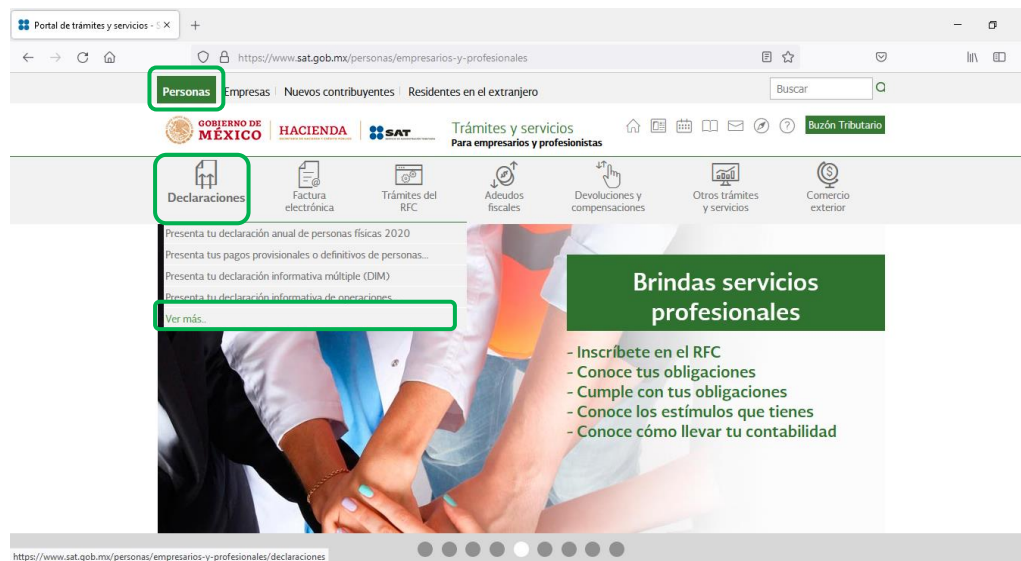 Portal de trámites y servicios - S
https://www.sat.gob.mx/personas/empresarios-y-profesionales
Personas Empresas Nuevos contribuyentes Residentes en el extranjero
Buscar
GOBIERNO DE MÉXICO
HACIENDA
SAT
Trámites y servicios
Para empresarios y profesionistas
Buzón Tributario
Declaraciones
Factura electrónica
Trámites del RFC
Adeudos fiscales
Devoluciones y compensaciones
Otros trámites y servicios
Comercio exterior
Presenta tu declaración anual de personas físicas 2020
Presenta tus pagos provisionales o definitivos de personas...
Presenta tu declaración informativa múltiple (DIM)
Presenta tu declaración informativa de operaciones
Ver más..
Brindas servicios
profesionales
- Inscríbete en el RFC
- Conoce tus obligaciones
- Cumple con tus obligaciones
- Conoce los estímulos que tienes
- Conoce cómo llevar tu contabilidad
https://www.sat.gob.mx/personas/empresarios-y-profesionales/declaraciones